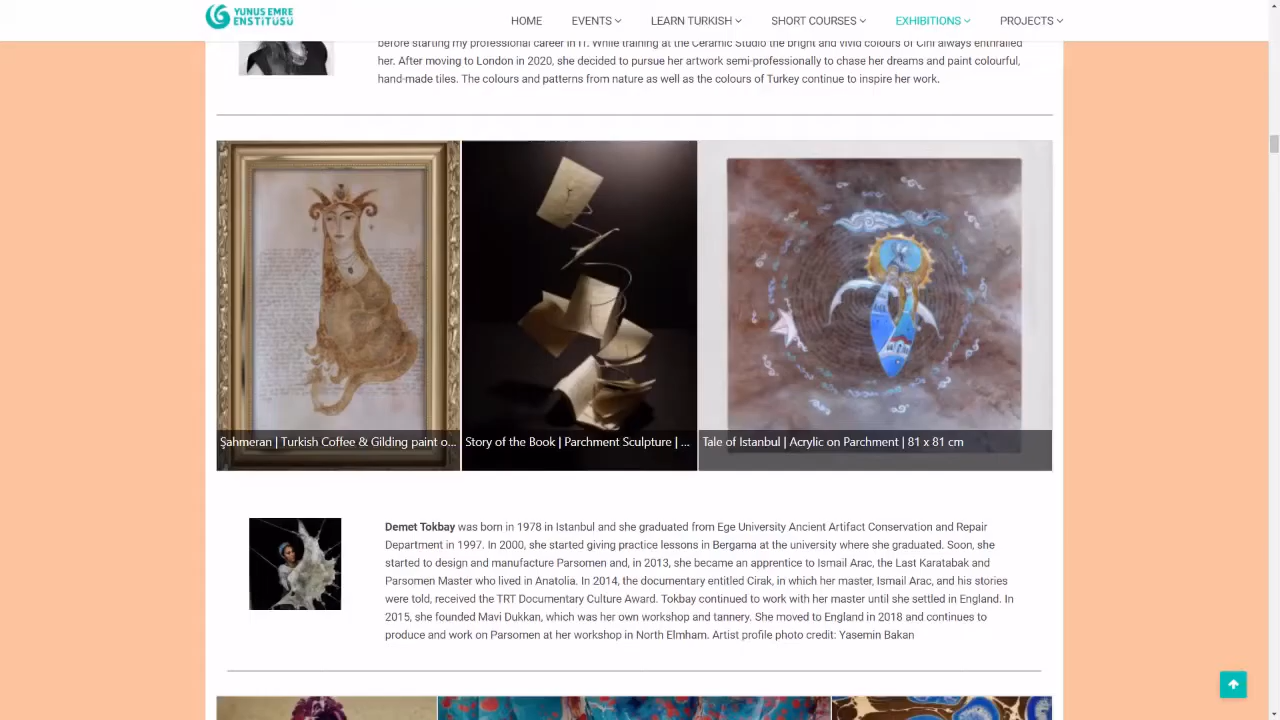 YUNUS EMRE
ENSTİTÜSÜ
HOME EVENTS LEARN TURKISH SHORT COURSES EXHIBITIONS PROJECTS
before starting my professional career in IT. While training at the Ceramic Studio the bright and vivid colours of Cini always enthralled
her. After moving to London in 2020, she decided to pursue her artwork semi-professionally to chase her dreams and paint colourful,
hand-made tiles. The colours and patterns from nature as well as the colours of Turkey continue to inspire her work.
Şahmeran | Turkish Coffee & Gilding paint o...
Story of the Book | Parchment Sculpture | ...
Tale of Istanbul | Acrylic on Parchment | 81 x 81 cm
Demet Tokbay was born in 1978 in Istanbul and she graduated from Ege University Ancient Artifact Conservation and Repair
Department in 1997. In 2000, she started giving practice lessons in Bergama at the university where she graduated. Soon, she
started to design and manufacture Parsomen and, in 2013, she became an apprentice to Ismail Arac, the Last Karatabak and
Parsomen Master who lived in Anatolia. In 2014, the documentary entitled Cirak, in which her master, Ismail Arac, and his stories
were told, received the TRT Documentary Culture Award. Tokbay continued to work with her master until she settled in England. In
2015, she founded Mavi Dukkan, which was her own workshop and tannery. She moved to England in 2018 and continues to
produce and work on Parsomen at her workshop in North Elmham. Artist profile photo credit: Yasemin Bakan